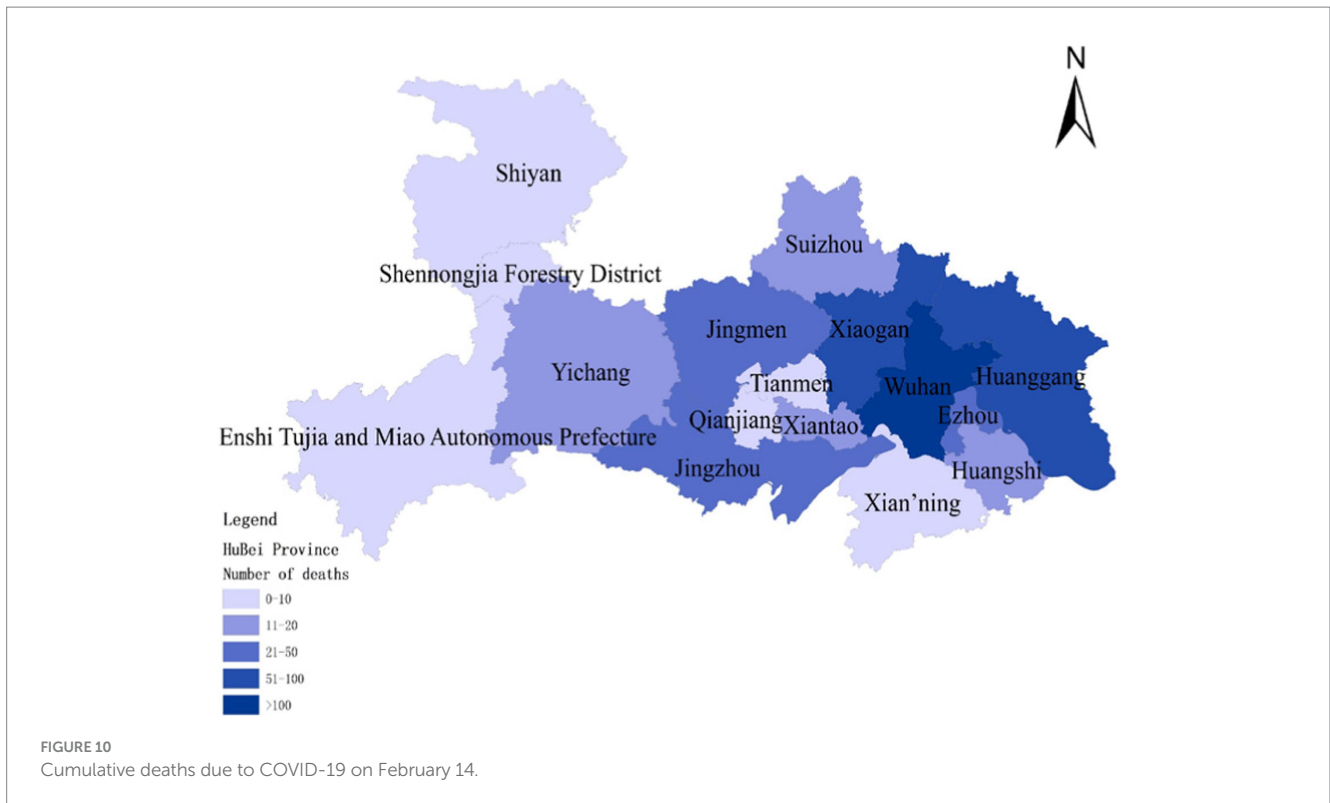 N
Shiyan
Suizhou
Shennongjia Forestry District
Jingmen
Xiaogan
Yichang
Tianmen
Wuhan
Huanggang
Qianjiang
Xiantao
Ezhou
Enshi Tujia and Miao Autonomous Prefecture
Jingzhou
Huangshi
Xian’ning
Legend
HuBei Province
Number of deaths
0-10
11-20
21-50
51-100
>100
FIGURE 10
Cumulative deaths due to COVID-19 on February 14.